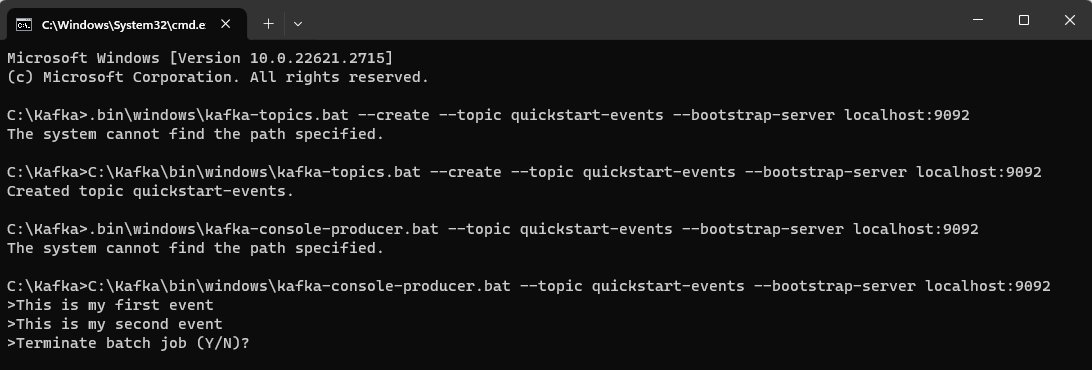 C:\Windows\System32\cmd.e
Microsoft Windows [Version 10.0.22621.2715]
(c) Microsoft Corporation. All rights reserved.
C:\Kafka>.bin\windows\kafka-topics.bat --create --topic quickstart-events --bootstrap-server localhost:9092
The system cannot find the path specified.
C:\Kafka>C:\Kafka\bin\windows\kafka-topics.bat --create --topic quickstart-events --bootstrap-server localhost:9092
Created topic quickstart-events.
C:\Kafka>.bin\windows\kafka-console-producer.bat --topic quickstart-events --bootstrap-server localhost:9092
The system cannot find the path specified.
C:\Kafka>C:\Kafka\bin\windows\kafka-console-producer.bat --topic quickstart-events --bootstrap-server localhost:9092
>This is my first event
>This is my second event
>Terminate batch job (Y/N)?